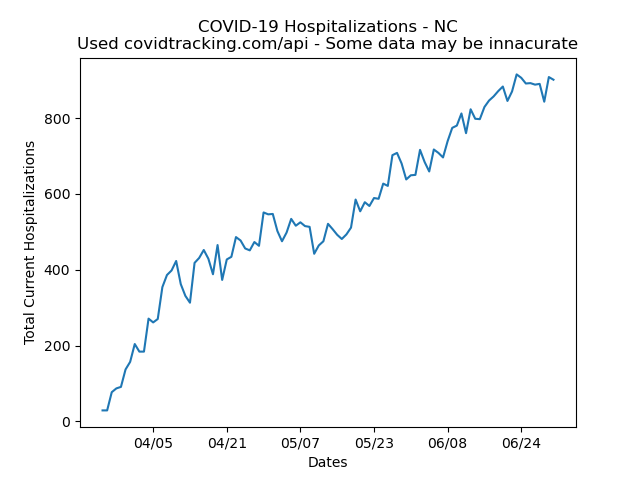 COVID-19 Hospitalizations - NC
Used covidtracking.com/api - Some data may be innacurate
Total Current Hospitalizations
800
600
400
200
0
04/05 04/21 05/07 05/23 06/08 06/24
Dates